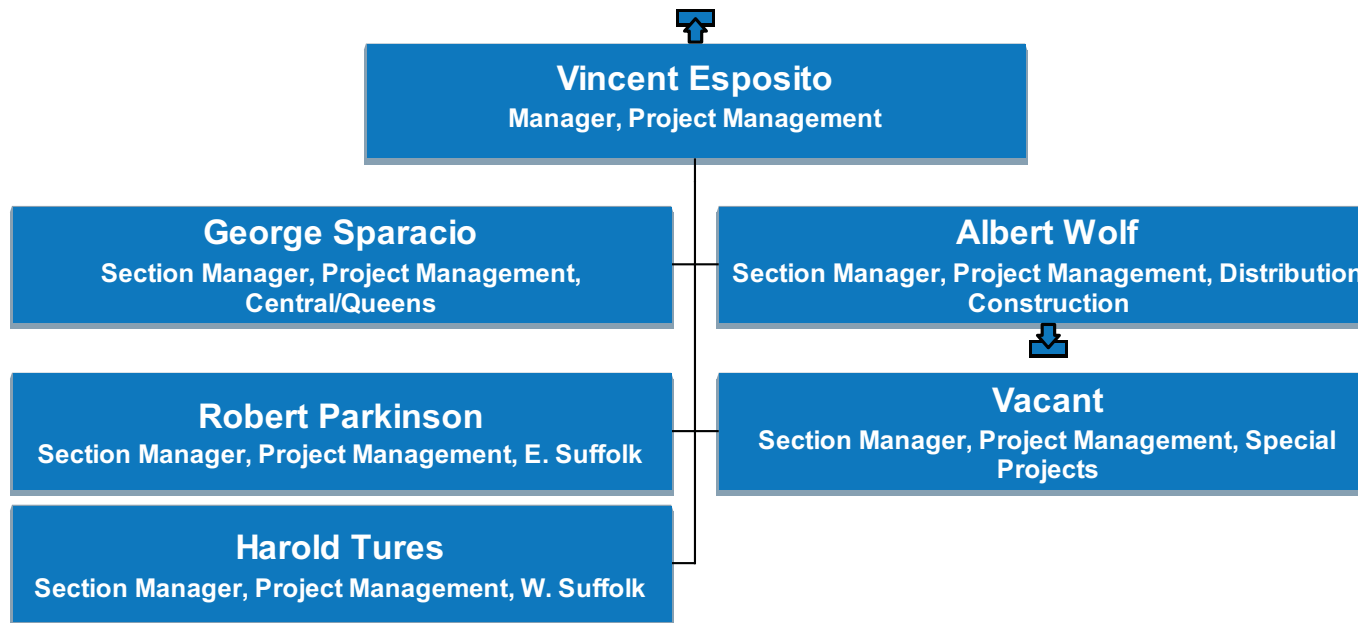 Vincent Esposito
Manager, Project Management
George Sparacio
Section Manager, Project Management,
Central/Queens
Albert Wolf
Section Manager, Project Management, Distribution
Construction
Robert Parkinson
Section Manager, Project Management, E. Suffolk
Vacant
Section Manager, Project Management, Special
Projects
Harold Tures
Section Manager, Project Management, W. Suffolk